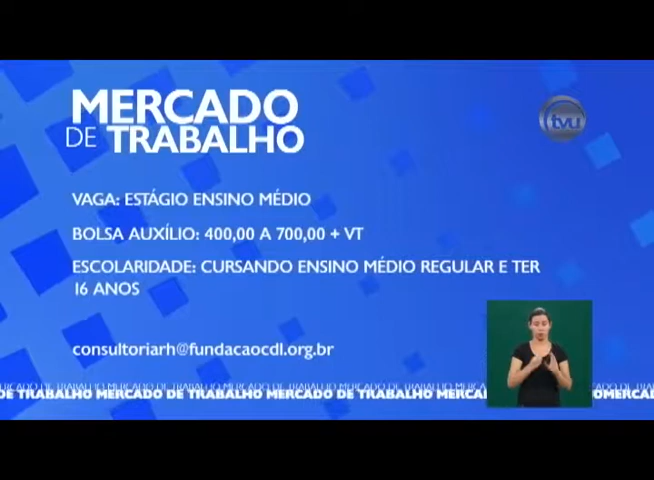 MERCADO
DE TRABALHO
tvu
VAGA: ESTÁGIO ENSINO MÉDIO
BOLSA AUXÍLIO: 400,00 A 700,00 + VT
ESCOLARIDADE: CURSANDO ENSINO MÉDIO REGULAR E TER
16 ANOS
consultoriarh@fundacaocdl.org.br
DE TRABALHO MERCADO DE TRABALHO MERCADO DE TRABALHO